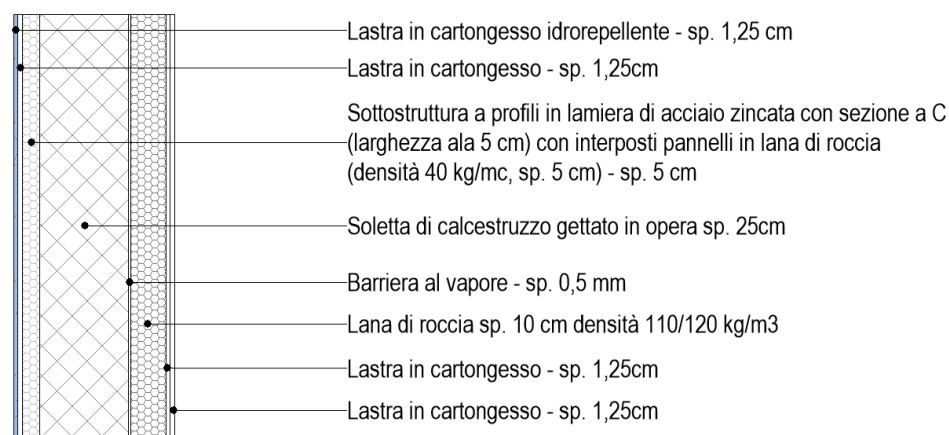 Lastra in cartongesso idrorepellente - sp. 1,25 cm
Lastra in cartongesso - sp. 1,25cm
Sottostruttura a profili in lamiera di acciaio zincata con sezione a C
(larghezza ala 5 cm) con interposti pannelli in lana di roccia
(densità 40 kg/mc, sp. 5 cm) - sp. 5 cm
Soletta di calcestruzzo gettato in opera sp. 25cm
Barriera al vapore - sp. 0,5 mm
Lana di roccia sp. 10 cm densità 110/120 kg/m3
Lastra in cartongesso - sp. 1,25cm
Lastra in cartongesso - sp. 1,25cm